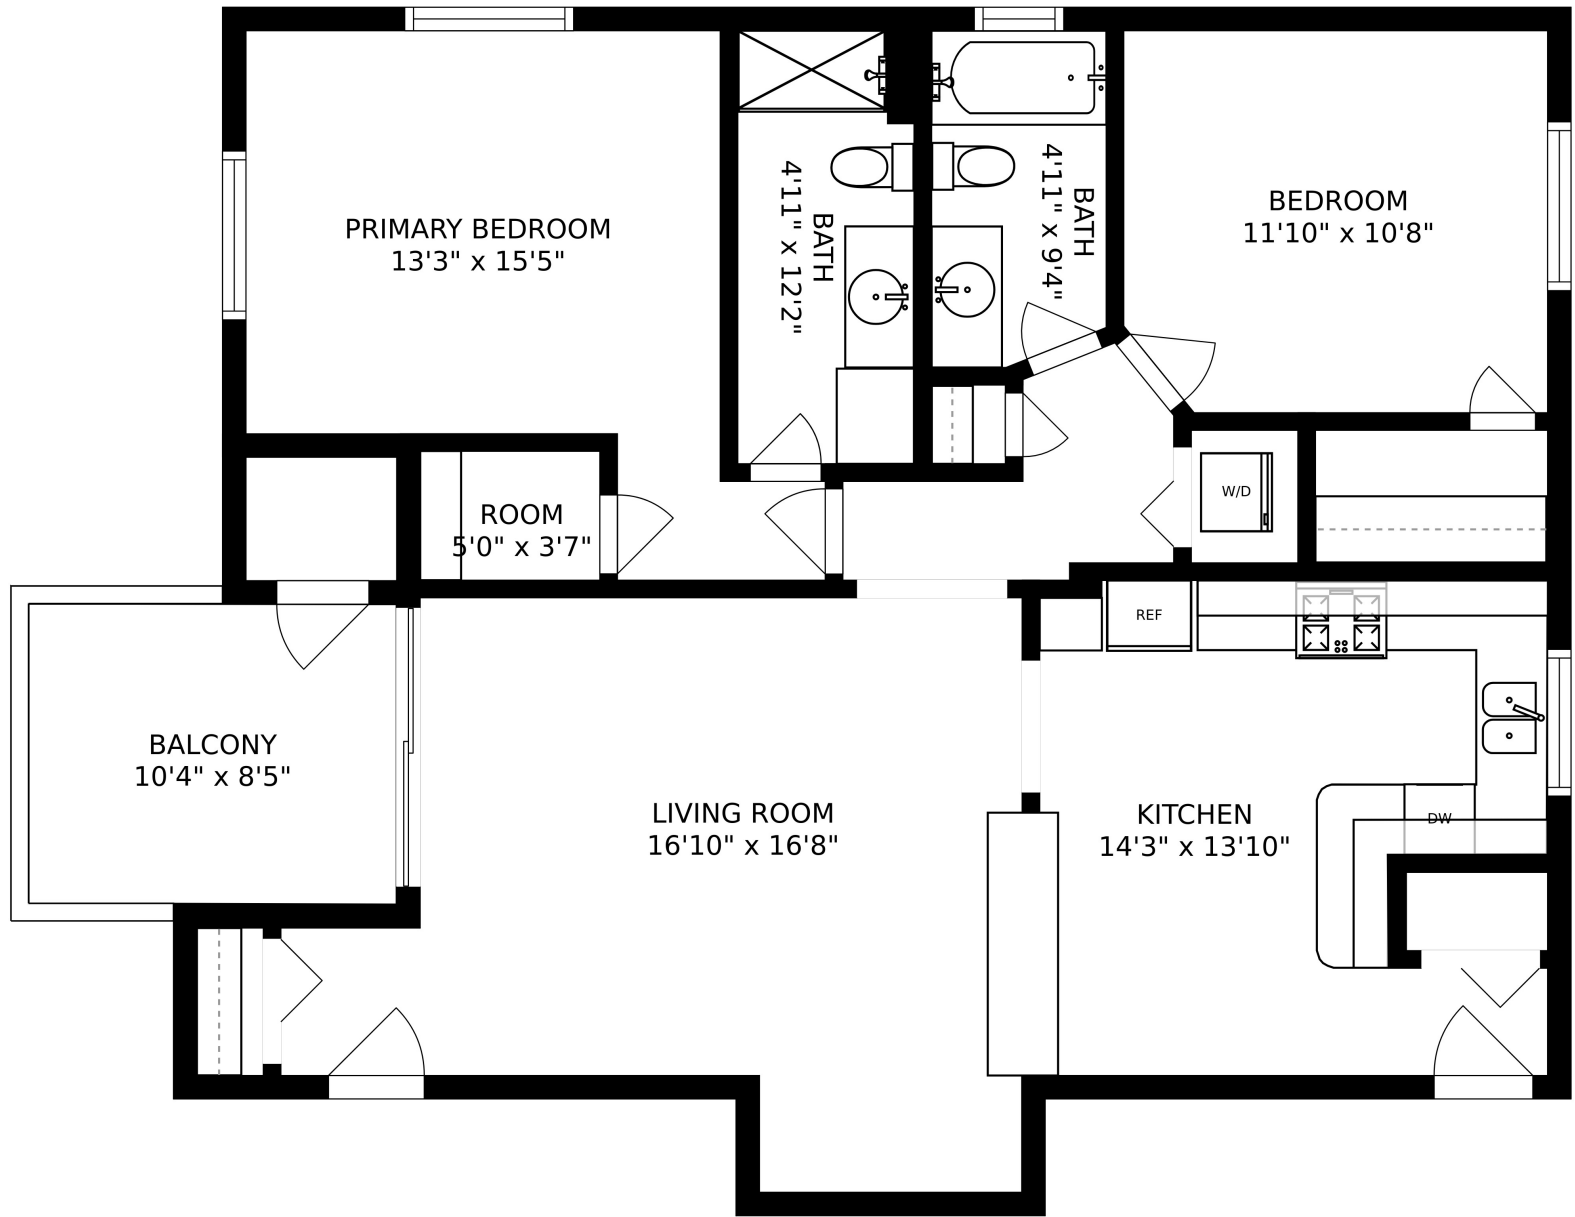 PRIMARY BEDROOM
13'3" x 15'5"
BATH
4'11" x 12'2"
BATH
4'11" x 9'4"
BEDROOM
11'10" x 10'8"
ROOM
5'0" x 3'7"
W/D
REF
BALCONY
10'4" x 8'5"
LIVING ROOM
16'10" x 16'8"
KITCHEN
14'3" x 13'10"
DW